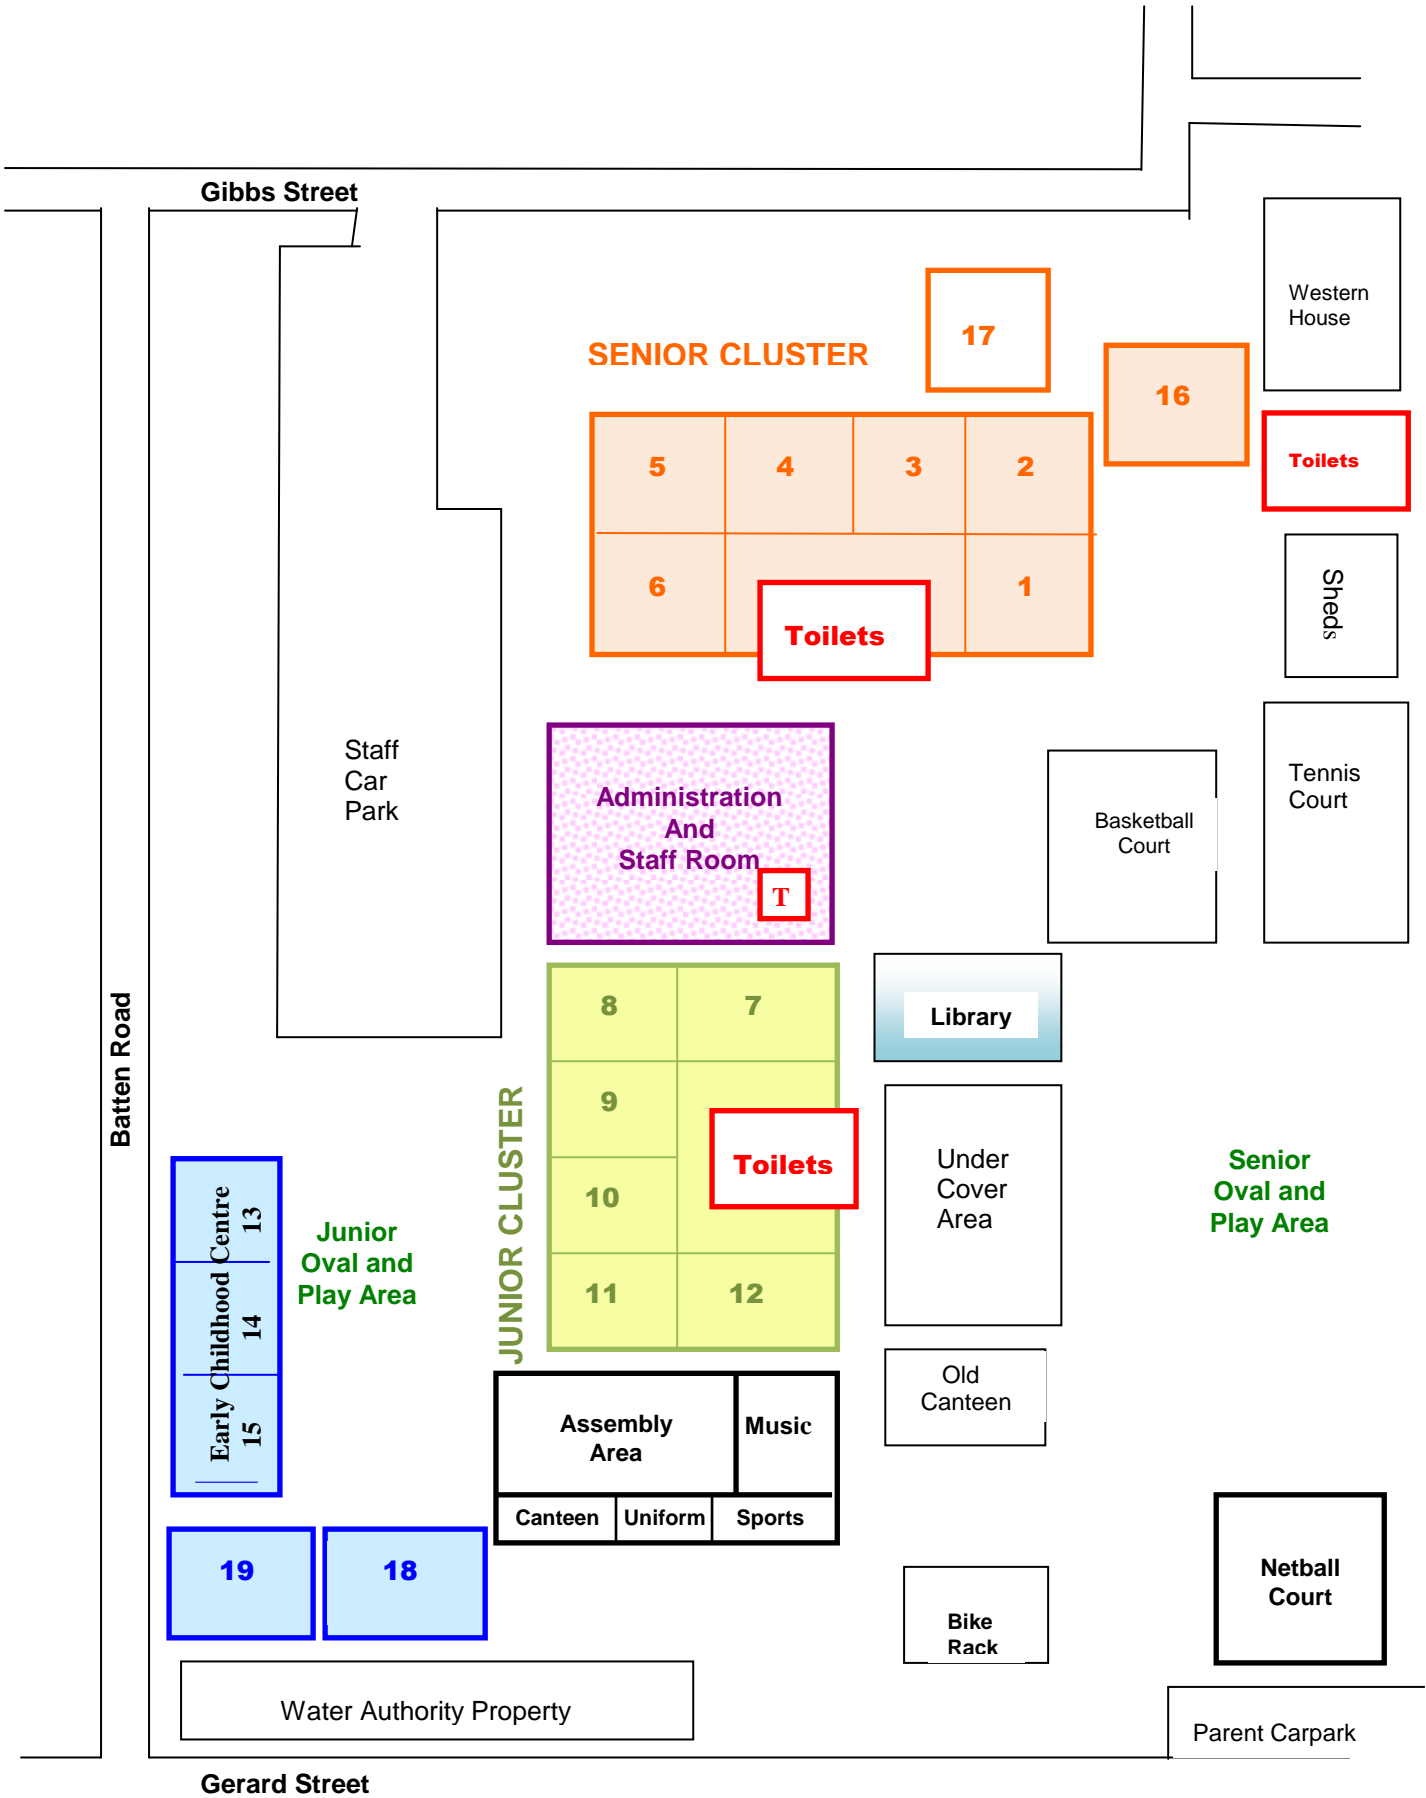 Gibbs Street
Western
House
17
SENIOR CLUSTER
16
5
4
3
2
Toilets
6
1
Sheds
Toilets
Staff
Car
Park
Administration
And
Staff Room
T
Basketball
Court
Tennis
Court
8
7
Library
Batten Road
JUNIOR CLUSTER
9
Toilets
10
11
12
Under
Cover
Area
Senior
Oval and
Play Area
Early Childhood Centre
13
14
15
Junior
Oval and
Play Area
Old
Canteen
Assembly
Area
Music
Canteen
Uniform
Sports
19
18
Bike
Rack
Netball
Court
Water Authority Property
Parent Carpark
Gerard Street